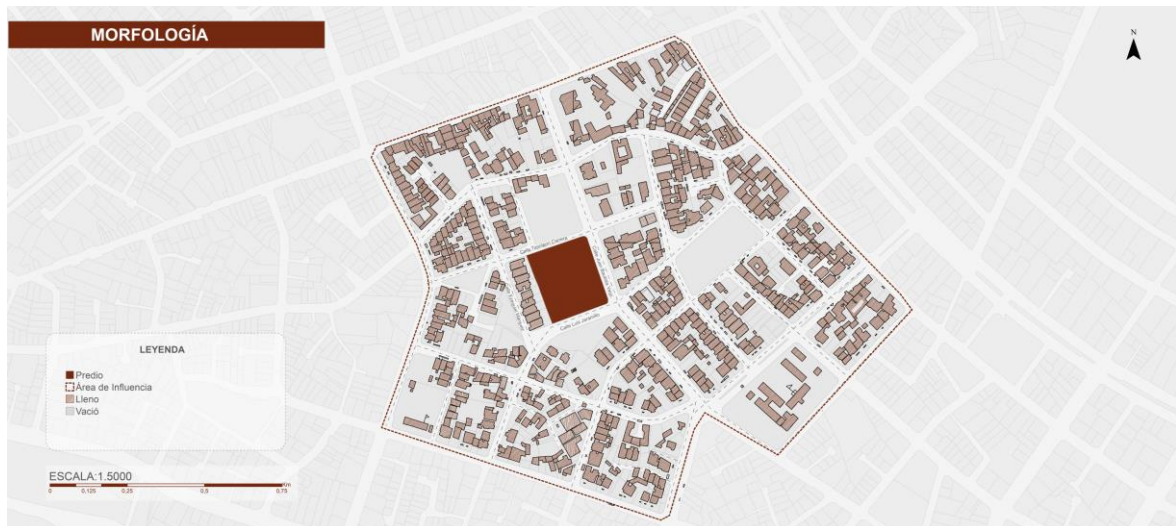 MORFOLOGÍA
N
Calle Luis Jaramillo
LEYENDA
Predio
Área de Influencia
Lleno
Vació
ESCALA:1.5000
Km
0 0,125 0,25 0,5 0,75